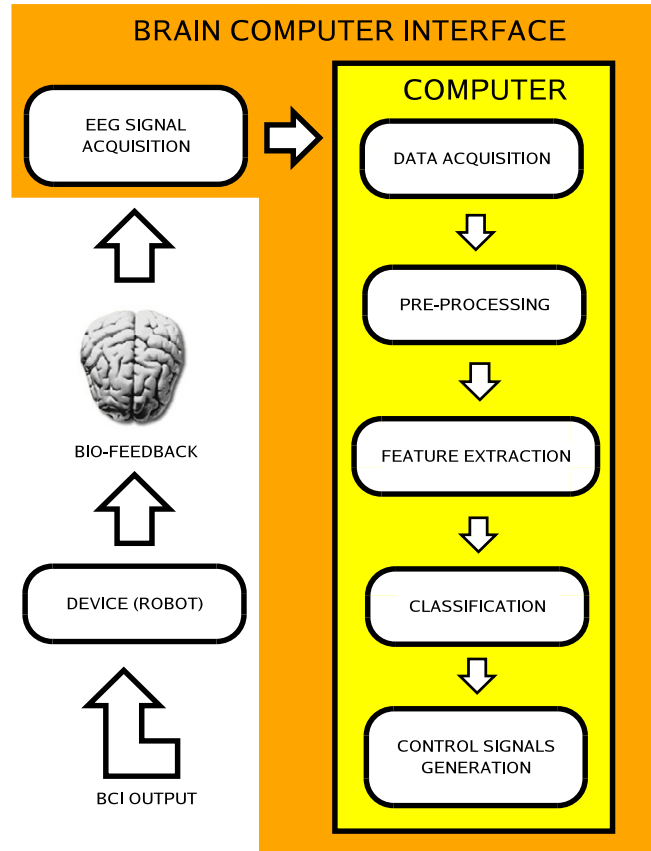 BRAIN COMPUTER INTERFACE
EEG SIGNAL
ACQUISITION
COMPUTER
DATA ACQUISITION
PRE-PROCESSING
FEATURE EXTRACTION
CLASSIFICATION
CONTROL SIGNALS
GENERATION
BCI OUTPUT
DEVICE (ROBOT)
BIO-FEEDBACK